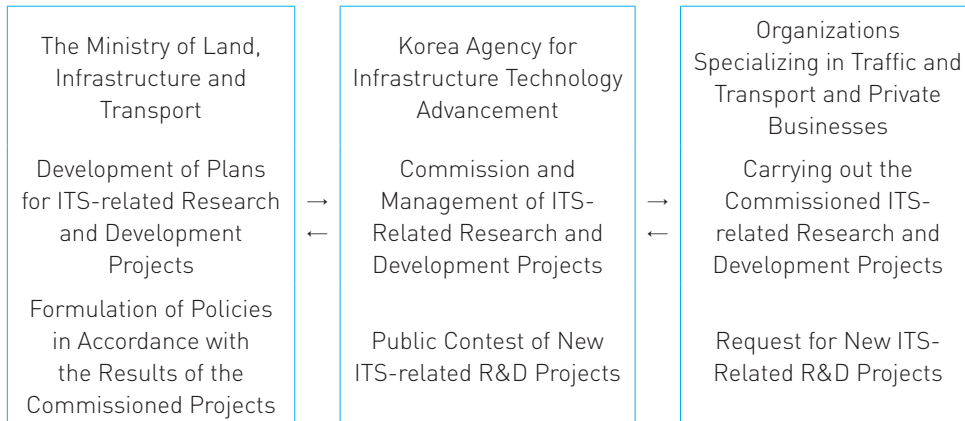 The Ministry of Land,
Infrastructure and
Transport
Development of Plans
for ITS-related Research
and Development
Projects
Formulation of Policies
in Accordance with
the Results of the
Commissioned Projects
→
←
Korea Agency for
Infrastructure Technology
Advancement
Commission and
Management of ITS-
Related Research and
Development Projects
Public Contest of New
ITS-related R&D Projects
→
←
Organizations
Specializing in Traffic and
Transport and Private
Businesses
Carrying out the
Commissioned ITS-
related Research and
Development Projects
Request for New ITS-
Related R&D Projects